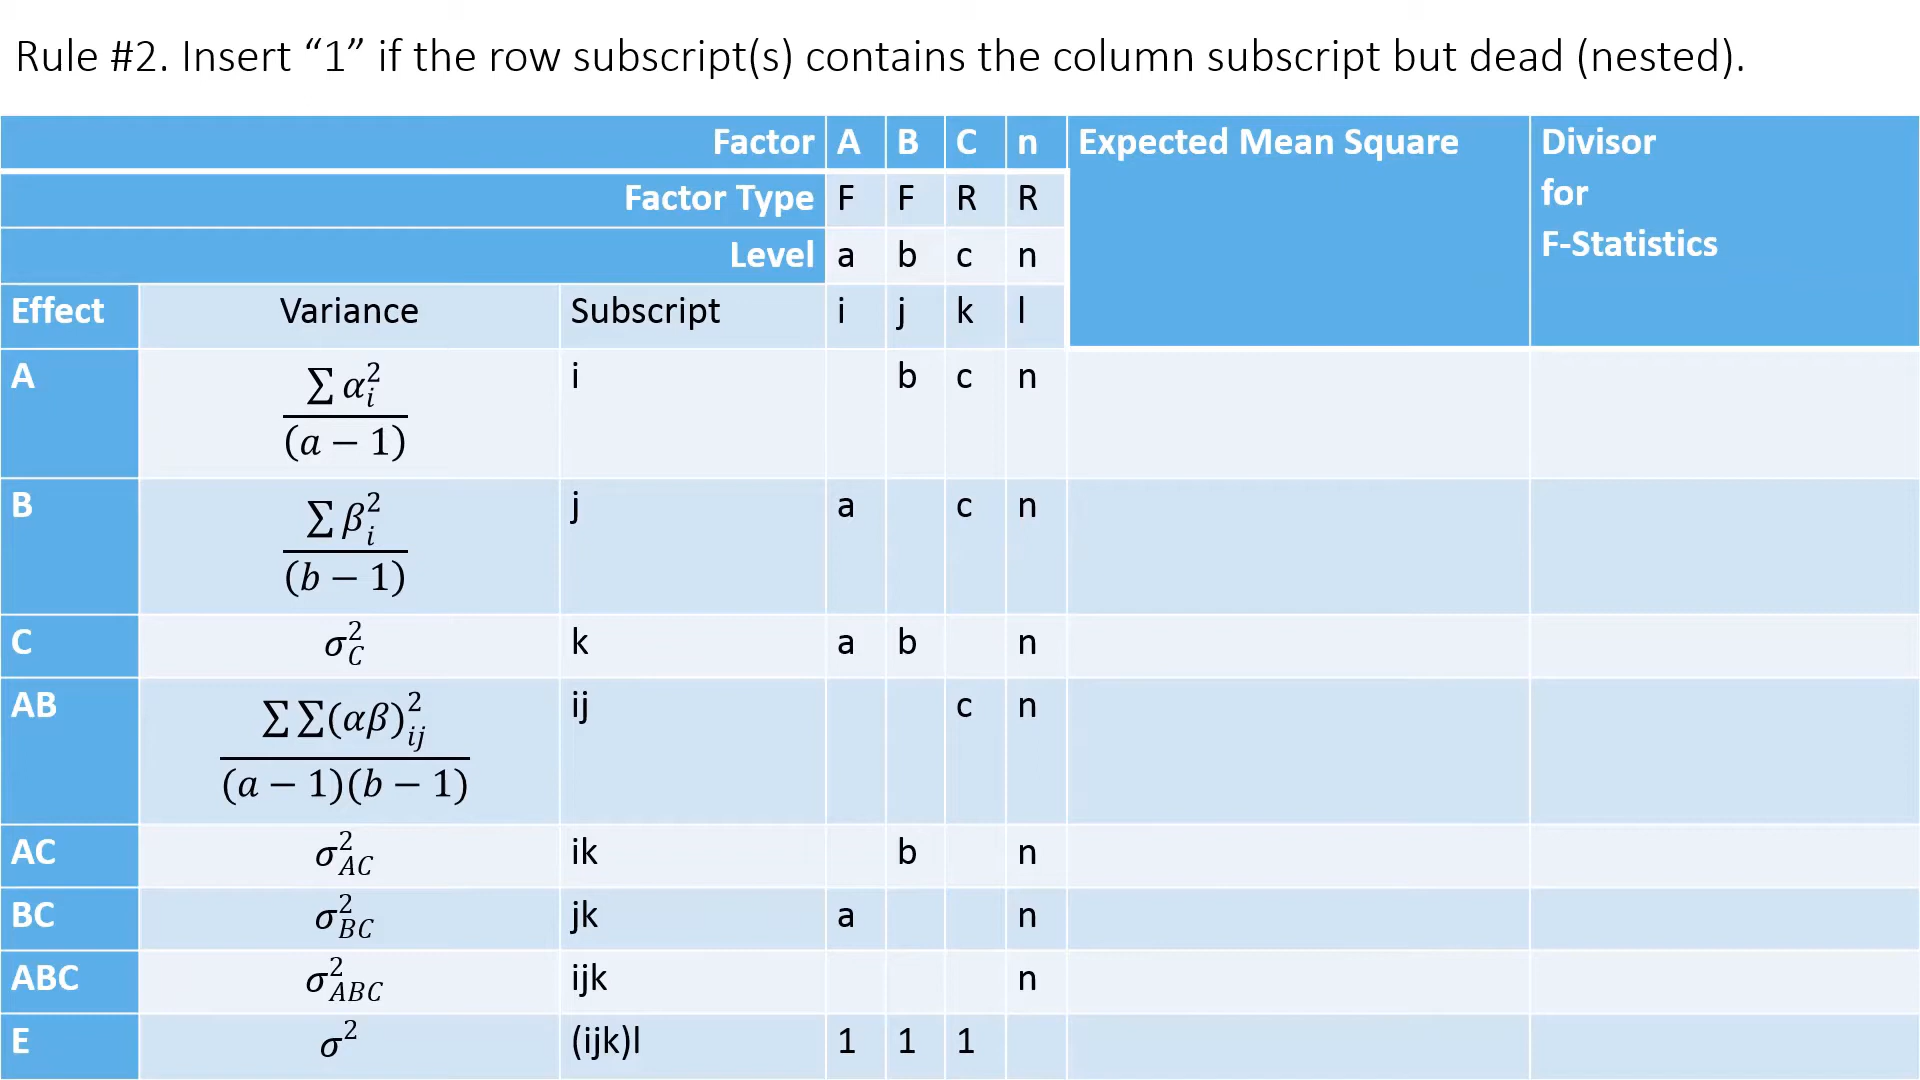 Rule #2. Insert “1” if the row subscript(s) contains the column subscript but dead (nested).
Factor A B C n Expected Mean Square Divisor for F-Statistics
Factor Type F F R R
Level a b c n
Effect Variance Subscript i j k l
A ∑ α_i^2 / (a − 1) i b c n
B ∑ β_i^2 / (b − 1) j a c n
C σ_C^2 k a b n
AB ∑ ∑(αβ)_ij^2 / (a − 1)(b − 1) ij c n
AC σ_AC^2 ik b n
BC σ_BC^2 jk a n
ABC σ_ABC^2 ijk n
E σ^2 (ijk)l 1 1 1